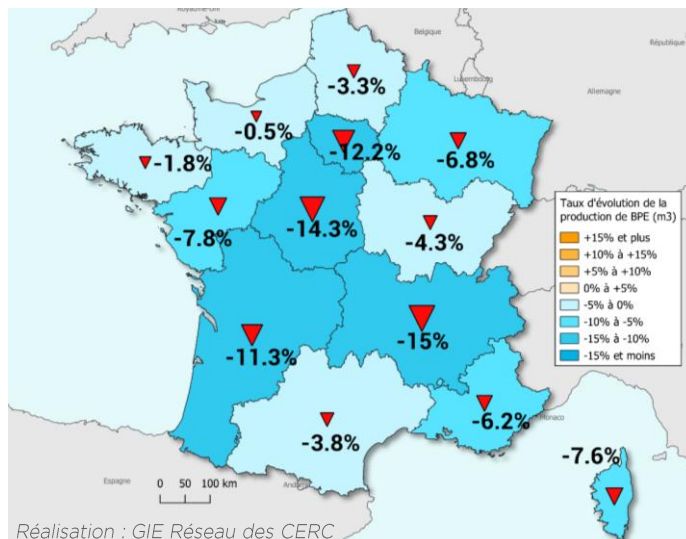 Royaume-Uni
Belgique
République
Luxembourg
Allemagne
-3.3%
-0.5%
-12.2%
-6.8%
-1.8%
-7.8%
-14.3%
-4.3%
Taux d'évolution de la
production de BPE (m3)
+15% et plus
+10% à +15%
+5% à +10%
0% à +5%
-5% à 0%
-10% à -5%
-15% à -10%
-15% et moins
-11.3%
-15%
-6.2%
Monaco
-3.8%
-7.6%
Espagne
0 50 100 km
Réalisation : GIE Réseau des CERC